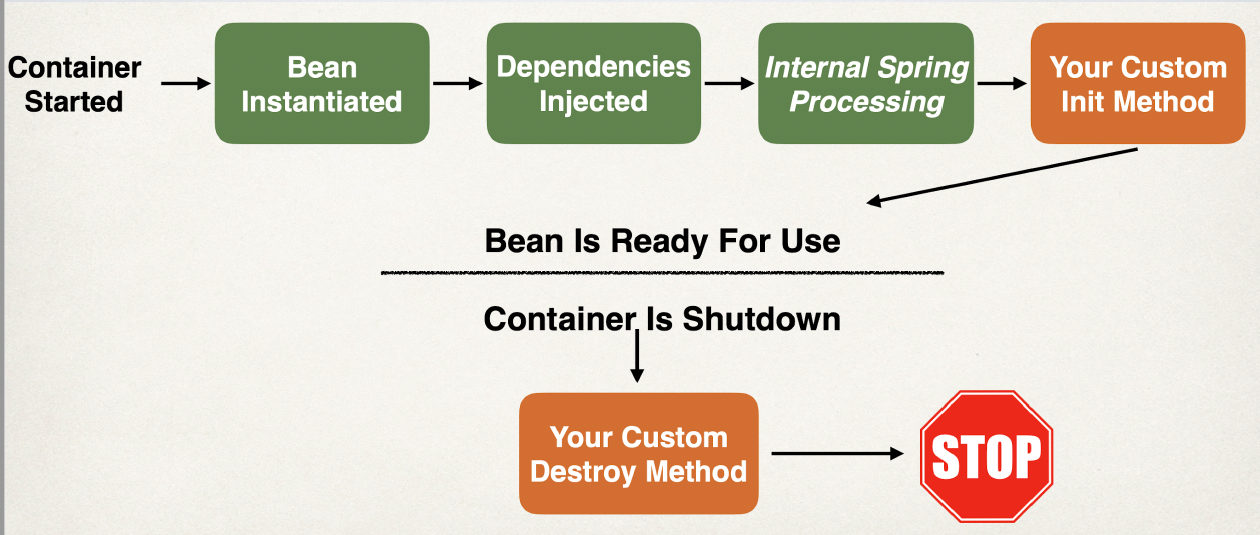 Container
Started
Bean
Instantiated
Dependencies
Injected
Internal Spring
Processing
Your Custom
Init Method
Bean Is Ready For Use
Container Is Shutdown
Your Custom
Destroy Method
STOP